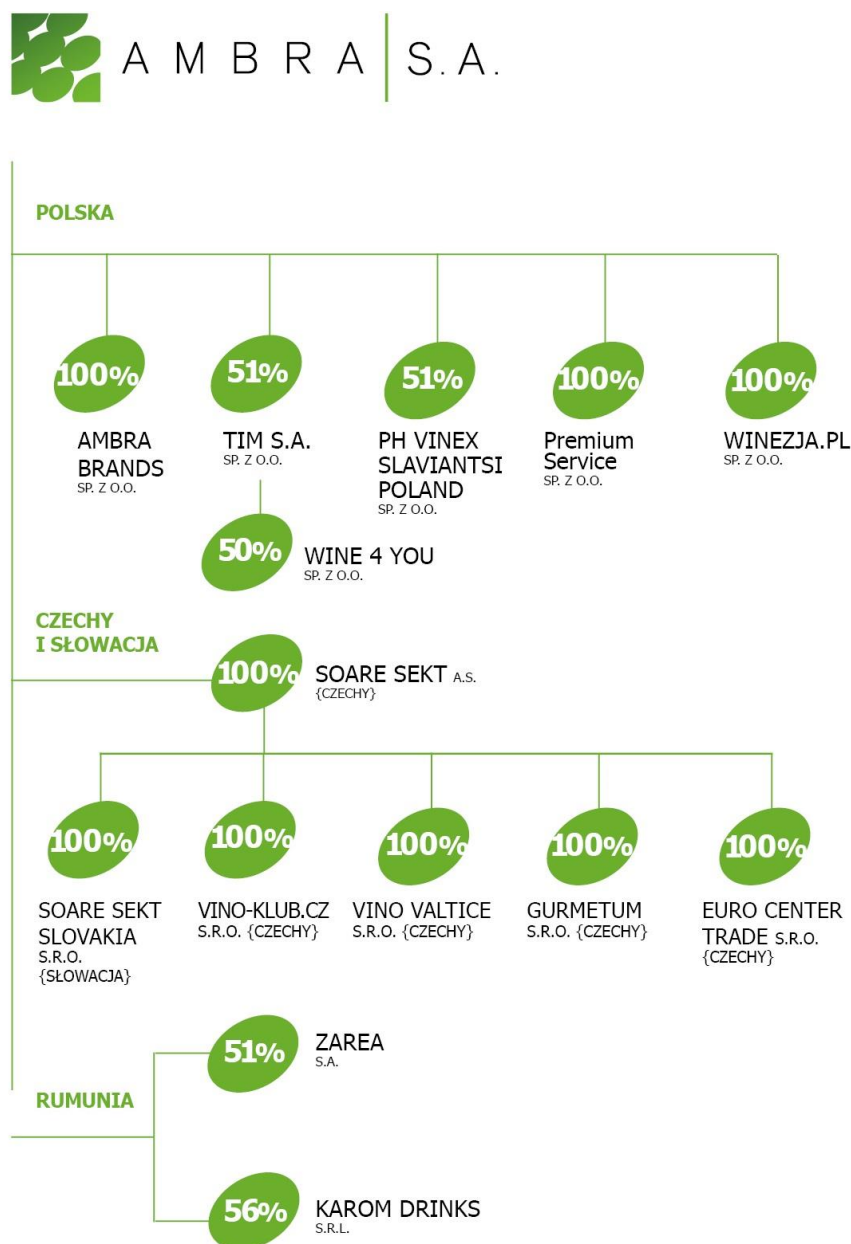 AMBRA S.A.
POLSKA
100%
AMBRA
BRANDS
SP. Z O.O.
51%
TIM S.A.
SP. Z O.O.
51%
PH VINEX
SLAVIANTSI
POLAND
SP. Z O.O.
100%
Premium
Service
SP. Z O.O.
100%
WINEZJA.PL
SP. Z O.O.
50%
WINE 4 YOU
SP. Z O.O.
CZECHY
I SŁOWACJA
100%
SOARE SEKT A.S.
{CZECHY}
100%
SOARE SEKT
SLOVAKIA
S.R.O.
{SŁOWACJA}
100%
VINO-KLUB.CZ
S.R.O. {CZECHY}
100%
VINO VALTICE
S.R.O. {CZECHY}
100%
GURMETUM
S.R.O. {CZECHY}
100%
EURO CENTER
TRADE S.R.O.
{CZECHY}
RUMUNIA
51%
ZAREA
S.A.
56%
KAROM DRINKS
S.R.L.